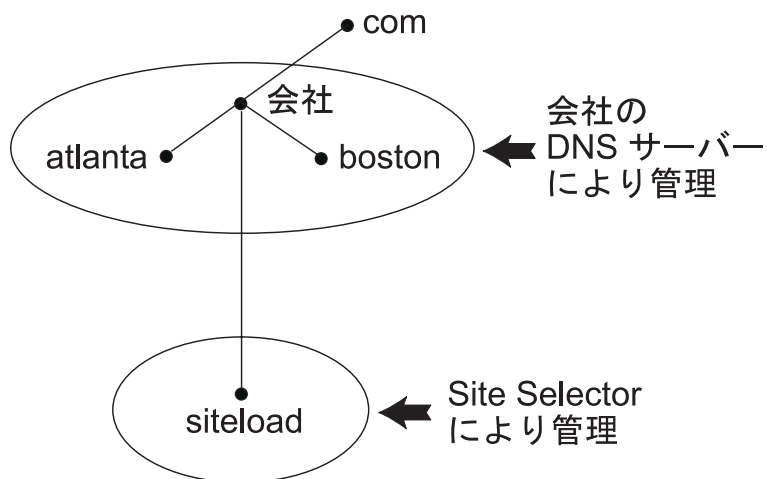 com
会社
atlanta
boston
会社の
DNS サーバー
により管理
siteload
Site Selector
により管理